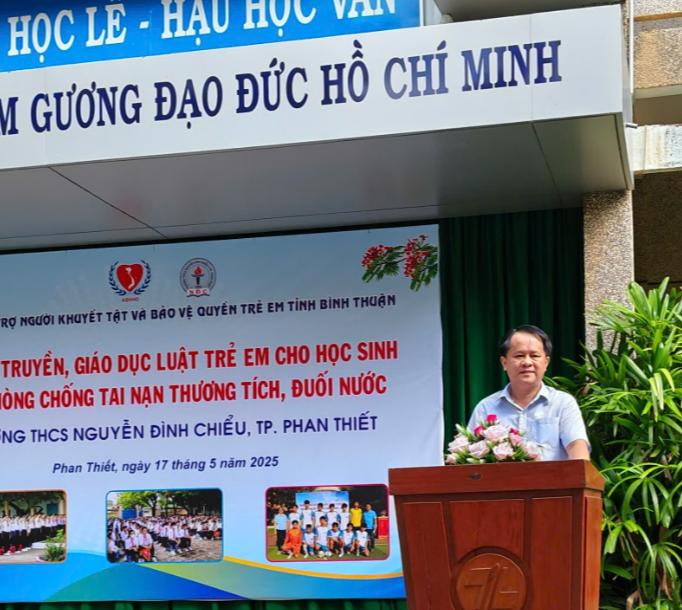 HỌC LỄ - HẬU HỌC VĂN
M GƯƠNG ĐẠO ĐỨC HỒ CHÍ MINH
TRỢ NGƯỜI KHUYẾT TẬT VÀ BẢO VỆ QUYỀN TRẺ EM TỈNH BÌNH THUẬN
TRUYỀN, GIÁO DỤC LUẬT TRẺ EM CHO HỌC SINH
HÒNG CHỐNG TAI NẠN THƯƠNG TÍCH, ĐUỐI NƯỚC
ỜNG THCS NGUYỄN ĐÌNH CHIỂU, TP. PHAN THIẾT
Phan Thiết, ngày 17 tháng 5 năm 2025